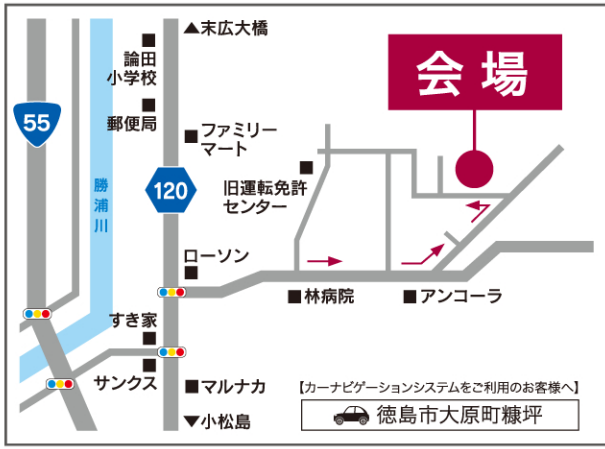 ▲末広大橋
論田
小学校
会場
55
郵便局
ファミリー
マート
勝浦川
120
旧運転免許
センター
ローソン
林病院
アンコーラ
すき家
サンクス
マルナカ
▼小松島
【カーナビゲーションシステムをご利用のお客様へ】
徳島市大原町糠坪